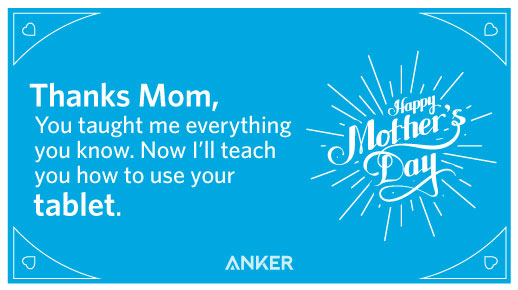 Thanks Mom,
You taught me everything
you know. Now I'll teach
you how to use your
tablet.
Happy
Mother's
Day
ANKER